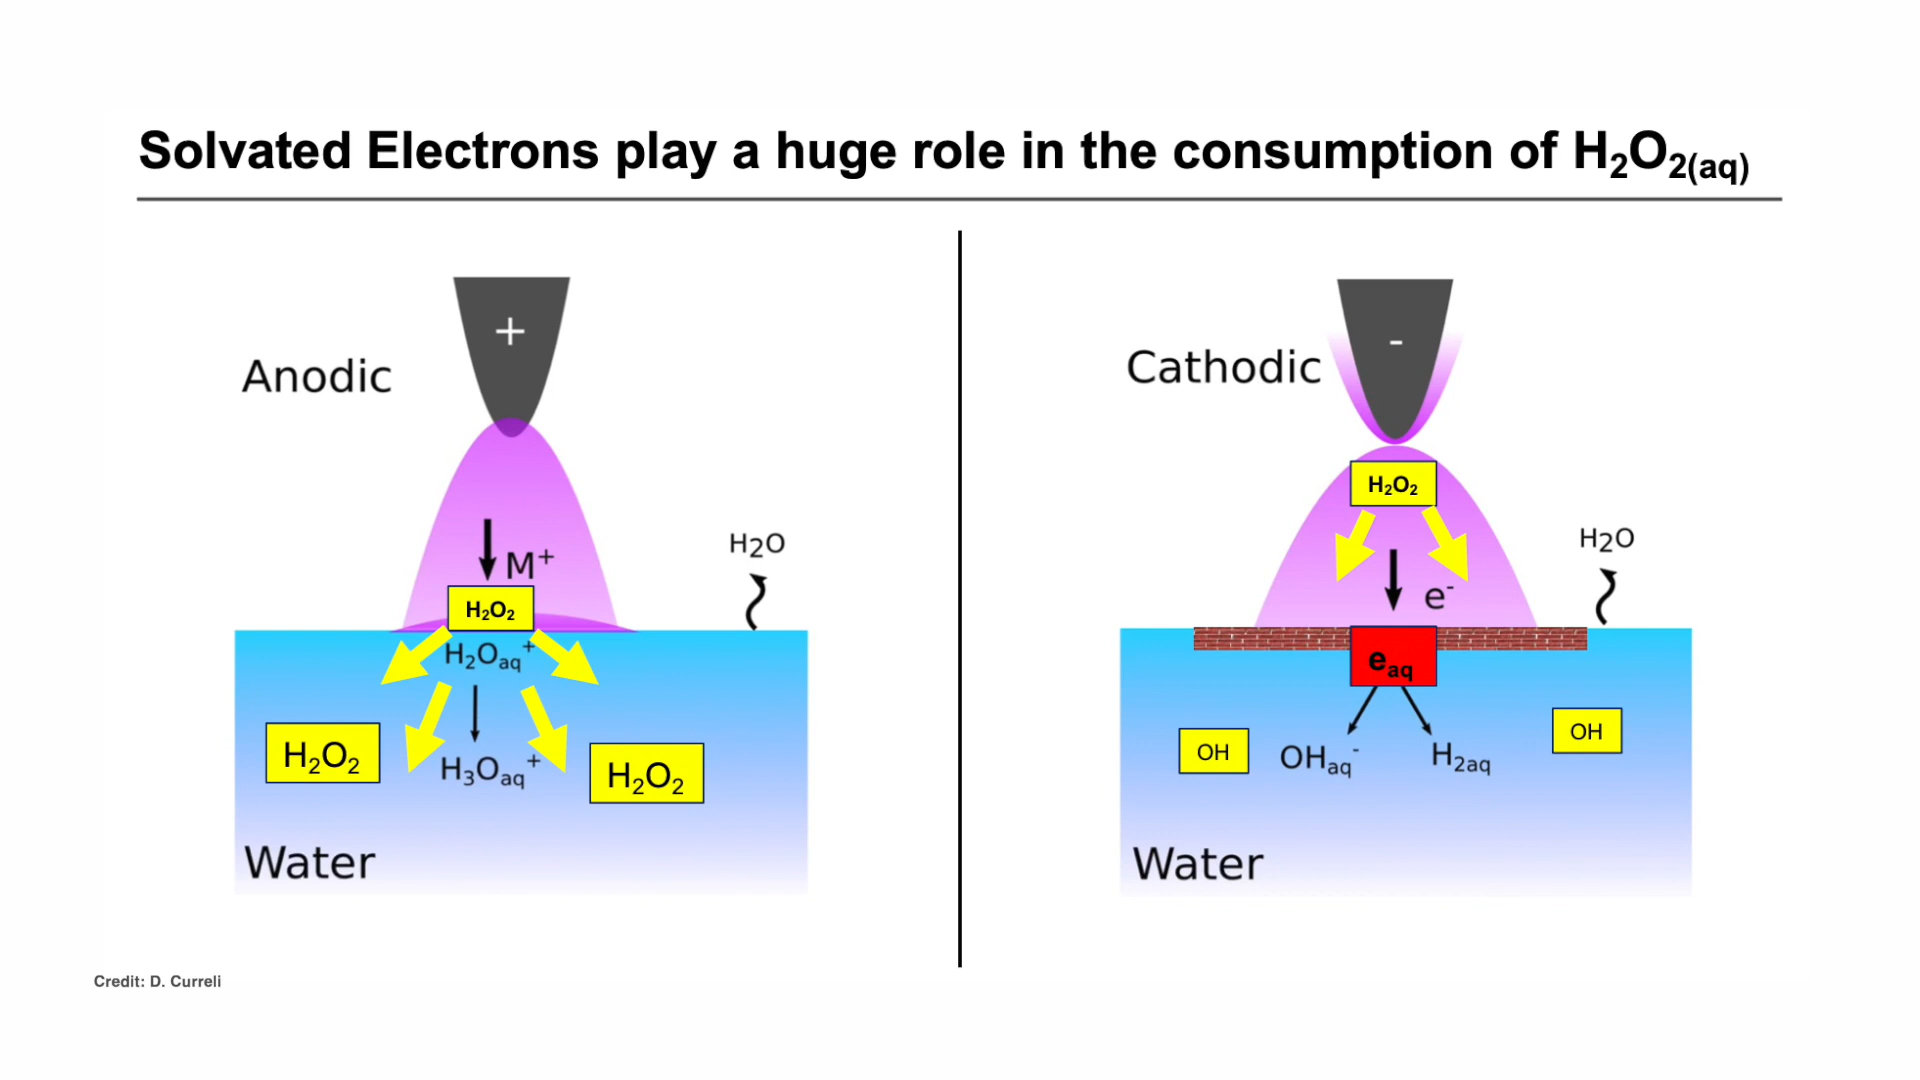 Solvated Electrons play a huge role in the consumption of H₂O₂₍ₐq₎
+
Anodic
M⁺
H₂O
H₂O₂
H₂Oaq⁺
H₂O₂
H₃Oaq⁺
H₂O₂
Water
-
Cathodic
H₂O₂
H₂O
e⁻
eaq
OH
OHaq⁻
H₂aq
OH
Water
Credit: D. Curreli